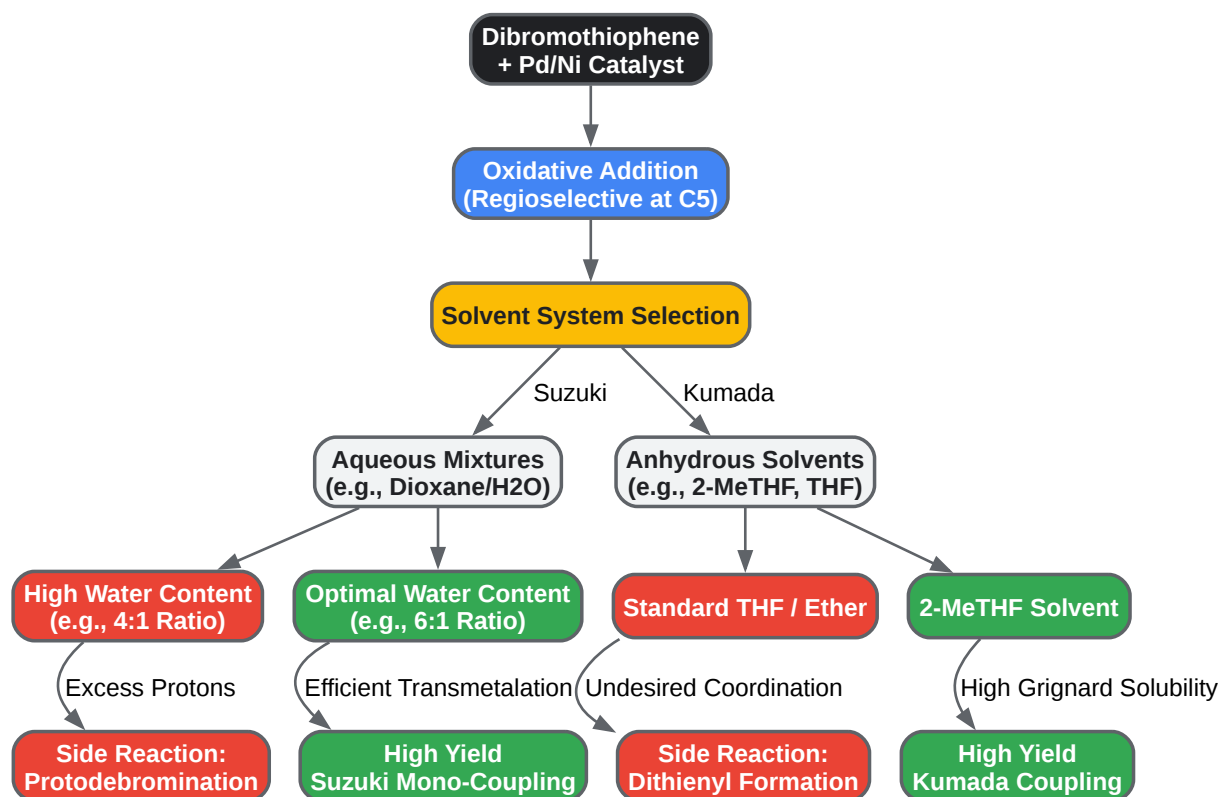 Dibromothiophene
+ Pd/Ni Catalyst
Oxidative Addition
(Regioselective at C5)
Solvent System Selection
Suzuki
Kumada
Aqueous Mixtures
(e.g., Dioxane/H2O)
Anhydrous Solvents
(e.g., 2-MeTHF, THF)
High Water Content
(e.g., 4:1 Ratio)
Optimal Water Content
(e.g., 6:1 Ratio)
Standard THF / Ether
2-MeTHF Solvent
Excess Protons
Efficient Transmetalation
Undesired Coordination
High Grignard Solubility
Side Reaction:
Protodebromination
High Yield
Suzuki Mono-Coupling
Side Reaction:
Dithienyl Formation
High Yield
Kumada Coupling